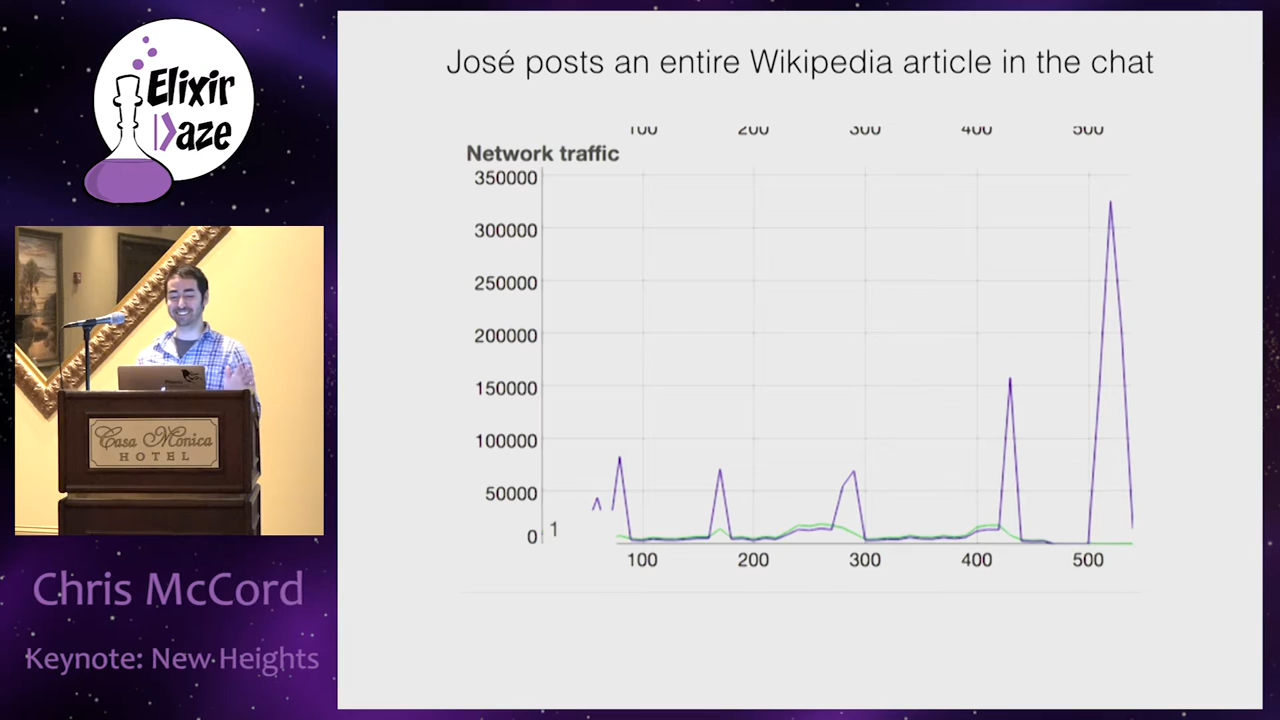 Elixir
|>aze
Casa Monica
HOTEL
Chris McCord
Keynote: New Heights
José posts an entire Wikipedia article in the chat
100 200 300 400 500
Network traffic
350000
300000
250000
200000
150000
100000
50000
0
1
100 200 300 400 500